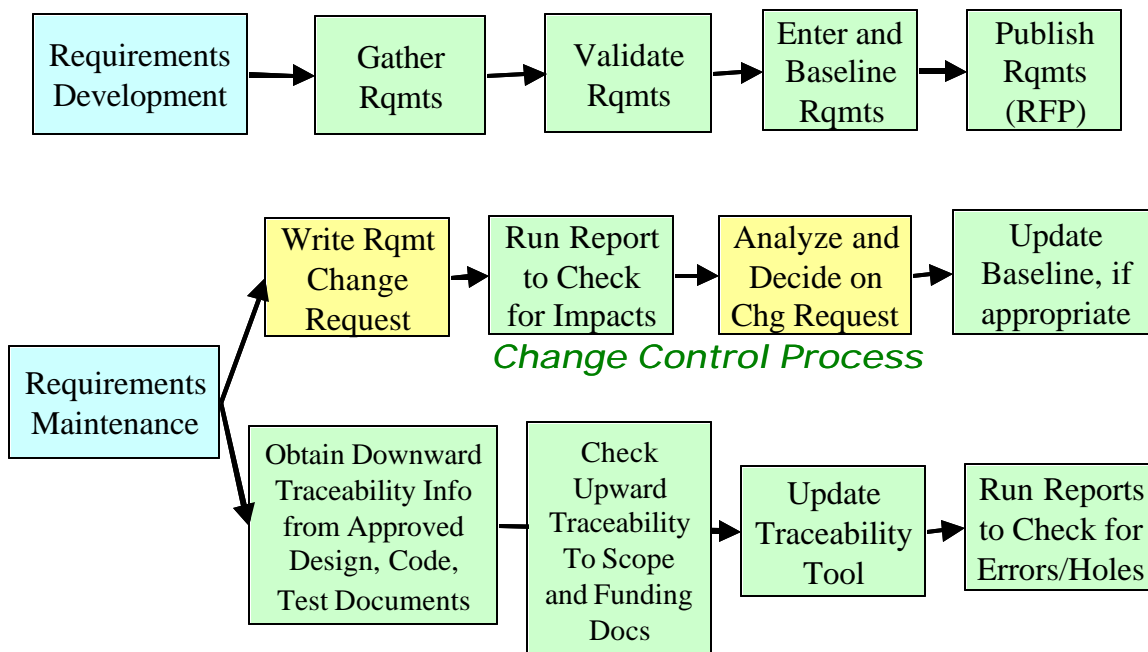 Requirements
Development
Gather
Rqmts
Validate
Rqmts
Enter and
Baseline
Rqmts
Publish
Rqmts
(RFP)
Write Rqmt
Change
Request
Run Report
to Check
for Impacts
Analyze and
Decide on
Chg Request
Update
Baseline, if
appropriate
Change Control Process
Requirements
Maintenance
Obtain Downward
Traceability Info
from Approved
Design, Code,
Test Documents
Check
Upward
Traceability
To Scope
and Funding
Docs
Update
Traceability
Tool
Run Reports
to Check for
Errors/Holes